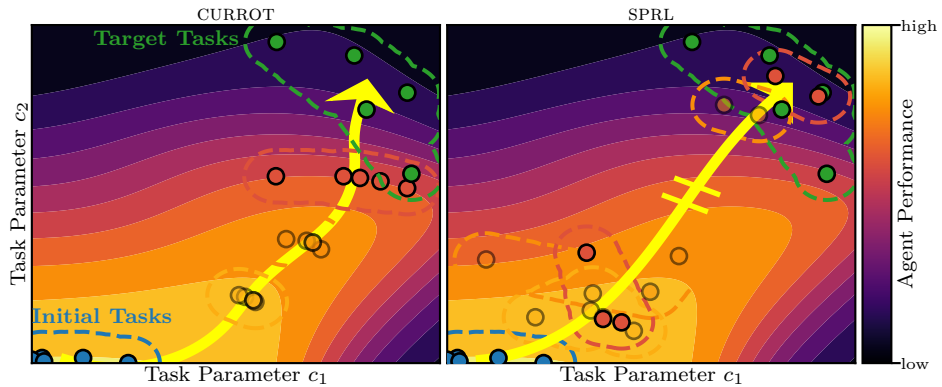 CURROT
SPRL
Target Tasks
Initial Tasks
Task Parameter c₂
Task Parameter c₁
Task Parameter c₁
high
Agent Performance
low